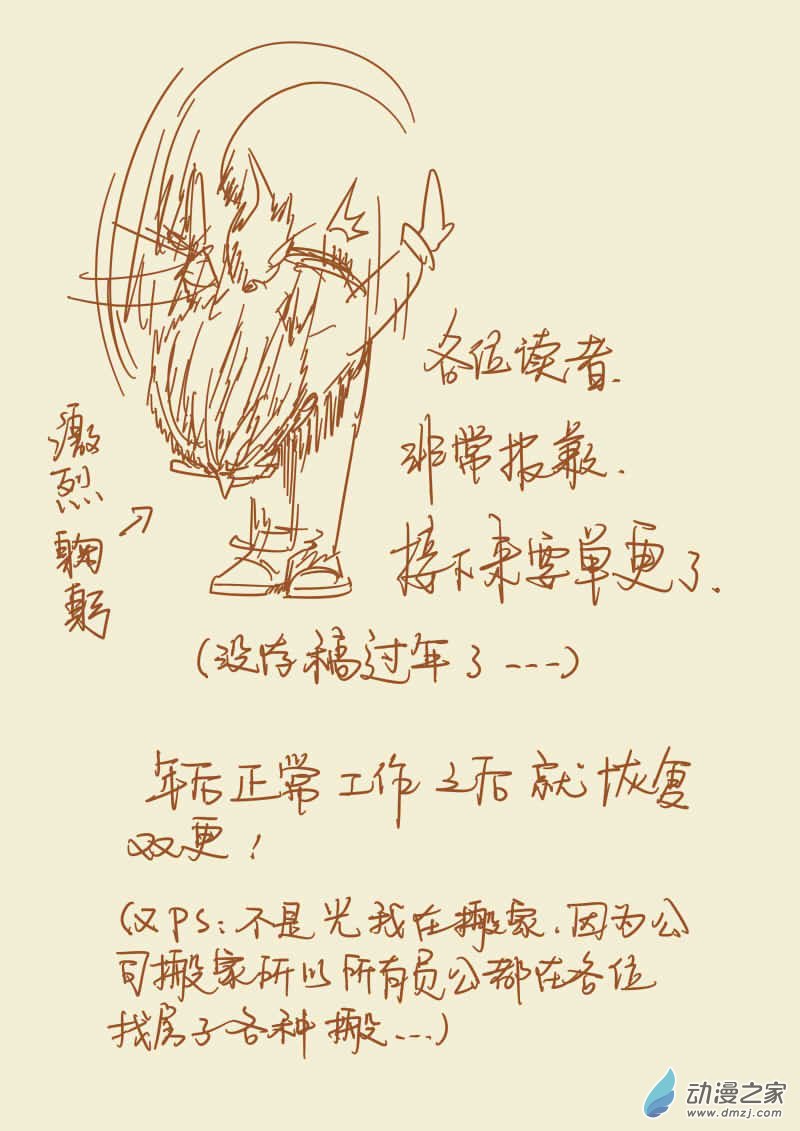 各位读者.
非常报歉.
接下来要单更了.
激烈鞠躬
(没存稿过年了----)
年后正常工作之后就恢复
双更!
(又PS:不是光我在搬家.因为公
司搬家所以所有员公都在各位
找房子各种搬...)
动漫之家
www.dmzj.com